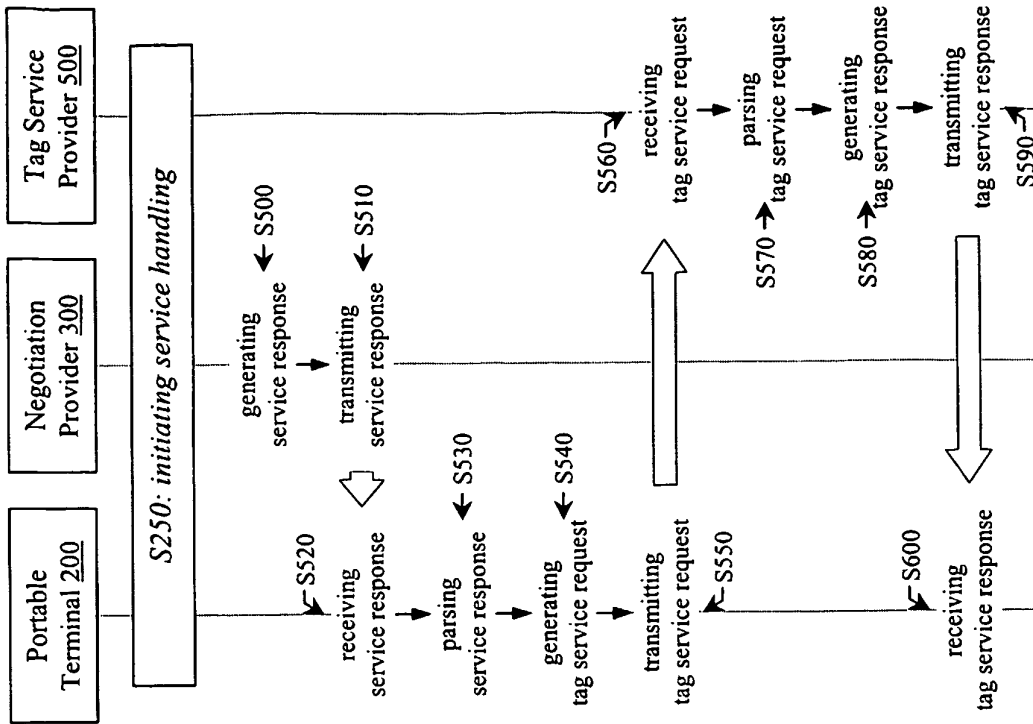 Portable
Terminal 200
Negotiation
Provider 300
Tag Service
Provider 500
S250: initiating service handling
generating
service response
S500
transmitting
service response
S510
S520
receiving
service response
parsing
service response
S530
generating
tag service request
S540
transmitting
tag service request
S550
S560
receiving
tag service request
S570
parsing
tag service request
S580
generating
tag service response
transmitting
tag service response
S590
S600
receiving
tag service response